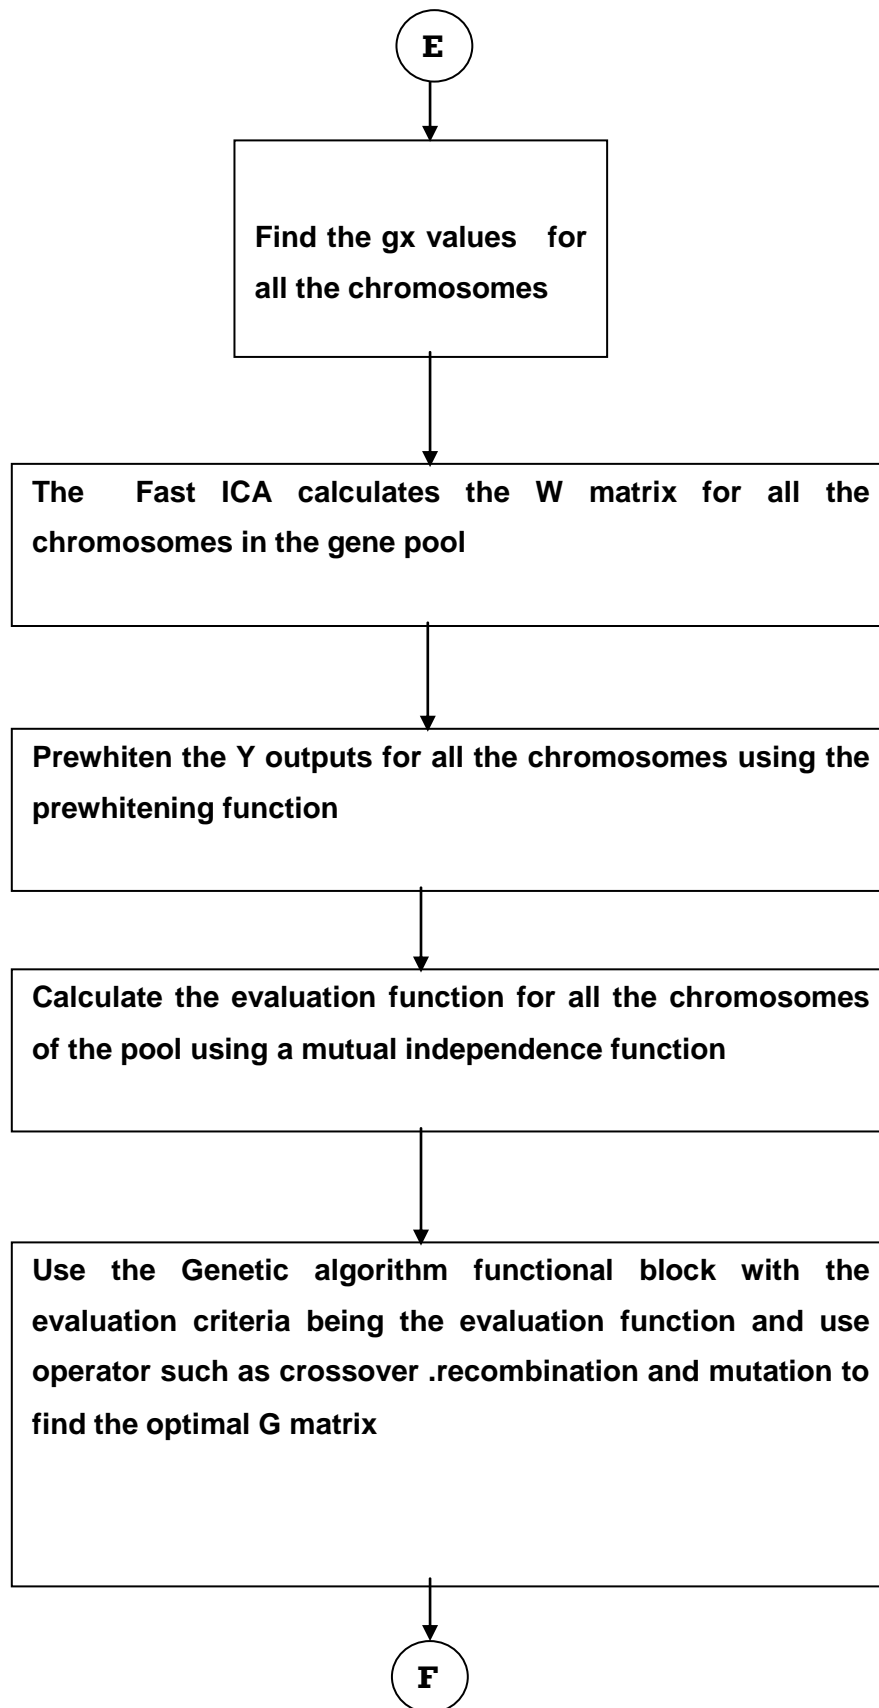 E
Find the gx values for
all the chromosomes
The Fast ICA calculates the W matrix for all the
chromosomes in the gene pool
Prewhiten the Y outputs for all the chromosomes using the
prewhitening function
Calculate the evaluation function for all the chromosomes
of the pool using a mutual independence function
Use the Genetic algorithm functional block with the
evaluation criteria being the evaluation function and use
operator such as crossover .recombination and mutation to
find the optimal G matrix
F